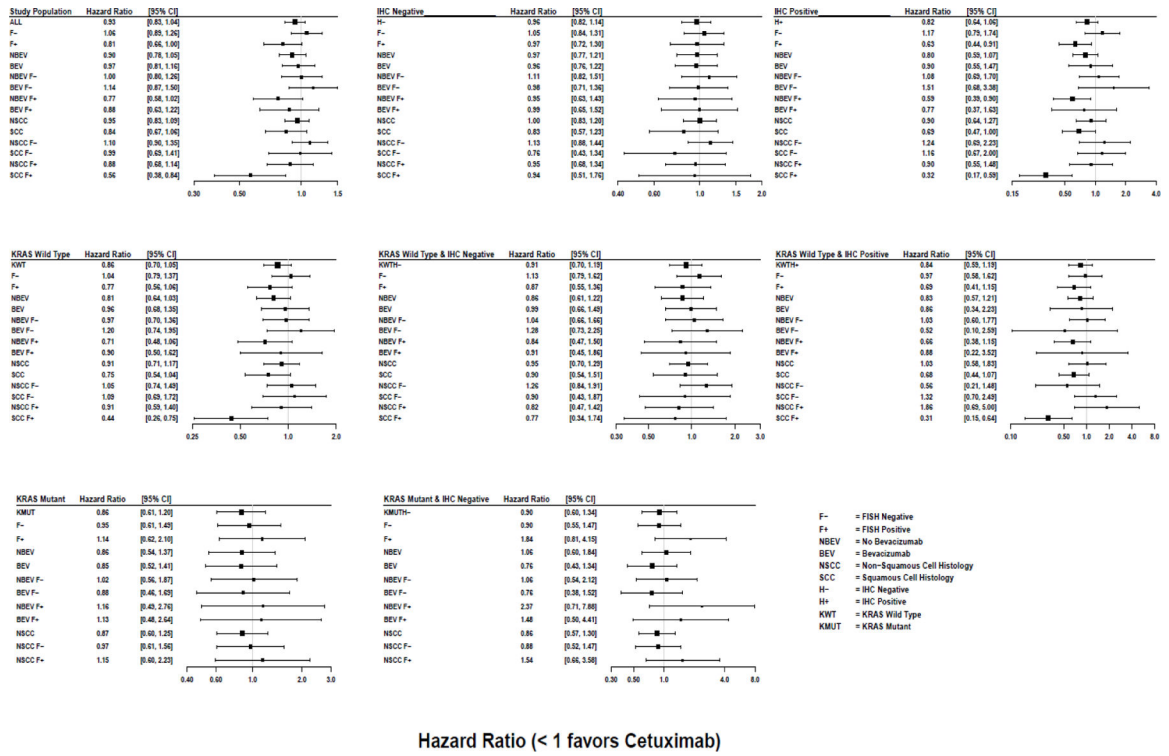 Study Population Hazard Ratio [95% CI]
ALL 0.93 [0.83, 1.04]
F− 1.06 [0.89, 1.26]
F+ 0.81 [0.66, 1.00]
NBEV 0.90 [0.78, 1.05]
BEV 0.97 [0.81, 1.16]
NBEV F− 1.00 [0.80, 1.26]
BEV F− 1.14 [0.87, 1.50]
NBEV F+ 0.77 [0.58, 1.02]
BEV F+ 0.88 [0.63, 1.22]
NSCC 0.95 [0.83, 1.09]
SCC 0.84 [0.67, 1.06]
NSCC F− 1.10 [0.90, 1.35]
SCC F− 0.99 [0.69, 1.41]
NSCC F+ 0.88 [0.68, 1.14]
SCC F+ 0.56 [0.38, 0.84]
0.30 0.50 1.0 1.5
IHC Negative Hazard Ratio [95% CI]
H− 0.96 [0.82, 1.14]
F− 1.05 [0.84, 1.31]
F+ 0.97 [0.72, 1.30]
NBEV 0.97 [0.77, 1.21]
BEV 0.96 [0.76, 1.22]
NBEV F− 1.11 [0.82, 1.51]
BEV F− 0.98 [0.71, 1.36]
NBEV F+ 0.95 [0.63, 1.43]
BEV F+ 0.99 [0.65, 1.52]
NSCC 1.00 [0.83, 1.20]
SCC 0.83 [0.57, 1.23]
NSCC F− 1.13 [0.88, 1.44]
SCC F− 0.76 [0.43, 1.34]
NSCC F+ 0.95 [0.68, 1.34]
SCC F+ 0.94 [0.51, 1.76]
0.40 0.60 1.0 1.5 2.0
IHC Positive Hazard Ratio [95% CI]
H+ 0.82 [0.64, 1.06]
F− 1.17 [0.79, 1.74]
F+ 0.63 [0.44, 0.91]
NBEV 0.80 [0.59, 1.07]
BEV 0.90 [0.55, 1.47]
NBEV F− 1.08 [0.69, 1.70]
BEV F− 1.51 [0.68, 3.38]
NBEV F+ 0.59 [0.39, 0.90]
BEV F+ 0.77 [0.37, 1.63]
NSCC 0.90 [0.64, 1.27]
SCC 0.69 [0.47, 1.00]
NSCC F− 1.24 [0.69, 2.23]
SCC F− 1.16 [0.67, 2.00]
NSCC F+ 0.90 [0.55, 1.48]
SCC F+ 0.32 [0.17, 0.59]
0.15 0.50 1.0 2.0 4.0
KRAS Wild Type Hazard Ratio [95% CI]
KWT 0.86 [0.70, 1.05]
F− 1.04 [0.79, 1.37]
F+ 0.77 [0.56, 1.06]
NBEV 0.81 [0.64, 1.03]
BEV 0.96 [0.68, 1.35]
NBEV F− 0.97 [0.70, 1.36]
BEV F− 1.20 [0.74, 1.95]
NBEV F+ 0.71 [0.48, 1.06]
BEV F+ 0.90 [0.50, 1.62]
NSCC 0.91 [0.71, 1.17]
SCC 0.75 [0.54, 1.04]
NSCC F− 1.05 [0.74, 1.49]
SCC F− 1.09 [0.69, 1.72]
NSCC F+ 0.91 [0.59, 1.40]
SCC F+ 0.44 [0.26, 0.75]
0.25 0.50 1.0 2.0
KRAS Wild Type & IHC Negative Hazard Ratio [95% CI]
KWTH− 0.91 [0.70, 1.19]
F− 1.13 [0.79, 1.62]
F+ 0.87 [0.55, 1.36]
NBEV 0.86 [0.61, 1.22]
BEV 0.99 [0.66, 1.49]
NBEV F− 1.04 [0.66, 1.66]
BEV F− 1.28 [0.73, 2.25]
NBEV F+ 0.84 [0.47, 1.50]
BEV F+ 0.91 [0.45, 1.86]
NSCC 0.95 [0.70, 1.29]
SCC 0.90 [0.54, 1.51]
NSCC F− 1.26 [0.84, 1.91]
SCC F− 0.90 [0.43, 1.87]
NSCC F+ 0.82 [0.47, 1.42]
SCC F+ 0.77 [0.34, 1.74]
0.30 0.50 1.0 2.0 3.0
KRAS Wild Type & IHC Positive Hazard Ratio [95% CI]
KWTH+ 0.84 [0.59, 1.19]
F− 0.97 [0.58, 1.62]
F+ 0.69 [0.41, 1.15]
NBEV 0.83 [0.57, 1.21]
BEV 0.86 [0.34, 2.23]
NBEV F− 1.03 [0.60, 1.77]
BEV F− 0.52 [0.10, 2.59]
NBEV F+ 0.66 [0.38, 1.15]
BEV F+ 0.88 [0.22, 3.52]
NSCC 1.03 [0.58, 1.83]
SCC 0.68 [0.44, 1.07]
NSCC F− 0.56 [0.21, 1.48]
SCC F− 1.32 [0.70, 2.49]
NSCC F+ 1.86 [0.69, 5.00]
SCC F+ 0.31 [0.15, 0.64]
0.10 0.50 1.0 2.0 4.0 8.0
KRAS Mutant Hazard Ratio [95% CI]
KMUT 0.86 [0.61, 1.20]
F− 0.95 [0.61, 1.49]
F+ 1.14 [0.62, 2.10]
NBEV 0.86 [0.54, 1.37]
BEV 0.85 [0.52, 1.41]
NBEV F− 1.02 [0.56, 1.87]
BEV F− 0.88 [0.46, 1.69]
NBEV F+ 1.16 [0.49, 2.76]
BEV F+ 1.13 [0.48, 2.64]
NSCC 0.87 [0.60, 1.25]
NSCC F− 0.97 [0.61, 1.56]
NSCC F+ 1.15 [0.60, 2.23]
0.40 0.60 1.0 2.0 3.0
KRAS Mutant & IHC Negative Hazard Ratio [95% CI]
KMUTH− 0.90 [0.60, 1.34]
F− 0.90 [0.55, 1.47]
F+ 1.84 [0.81, 4.15]
NBEV 1.06 [0.60, 1.84]
BEV 0.76 [0.43, 1.34]
NBEV F− 1.06 [0.54, 2.12]
BEV F− 0.76 [0.38, 1.52]
NBEV F+ 2.37 [0.71, 7.88]
BEV F+ 1.48 [0.50, 4.41]
NSCC 0.86 [0.57, 1.30]
NSCC F− 0.88 [0.52, 1.47]
NSCC F+ 1.54 [0.66, 3.58]
0.30 0.50 1.0 4.0 8.0
F− = FISH Negative
F+ = FISH Positive
NBEV = No Bevacizumab
BEV = Bevacizumab
NSCC = Non−Squamous Cell Histology
SCC = Squamous Cell Histology
H− = IHC Negative
H+ = IHC Positive
KWT = KRAS Wild Type
KMUT = KRAS Mutant
Hazard Ratio (< 1 favors Cetuximab)